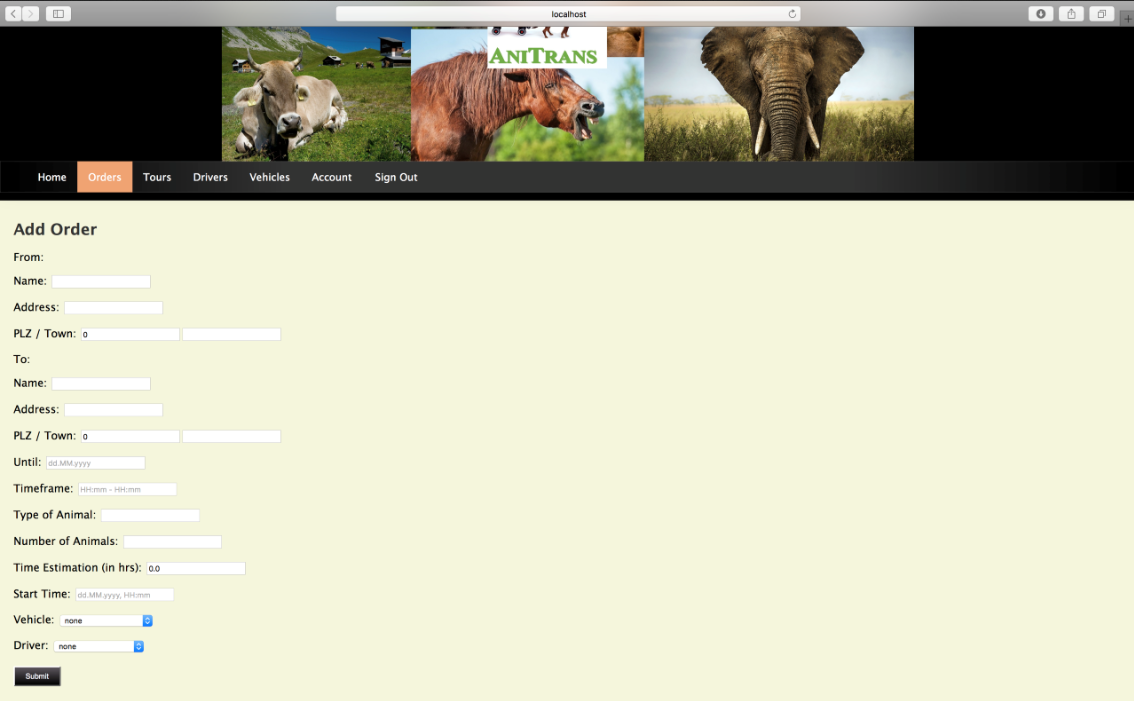 localhost
ANITRANS
Home Orders Tours Drivers Vehicles Account Sign Out
Add Order
From:
Name:
Address:
PLZ / Town: 0
To:
Name:
Address:
PLZ / Town: 0
Until: dd.MM.yyyy
Timeframe: HH:mm - HH:mm
Type of Animal:
Number of Animals:
Time Estimation (in hrs): 0.0
Start Time: dd.MM.yyyy, HH:mm
Vehicle: none
Driver: none
Submit